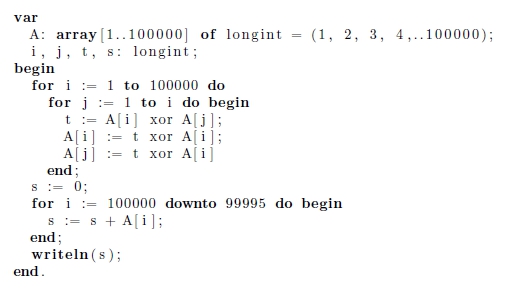 var
A: array[1..100000] of longint = (1, 2, 3, 4,..100000);
i, j, t, s: longint;
begin
for i := 1 to 100000 do
for j := 1 to i do begin
t := A[i] xor A[j];
A[i] := t xor A[i];
A[j] := t xor A[i]
end;
s := 0;
for i := 100000 downto 99995 do begin
s := s + A[i];
end;
writeln(s);
end.